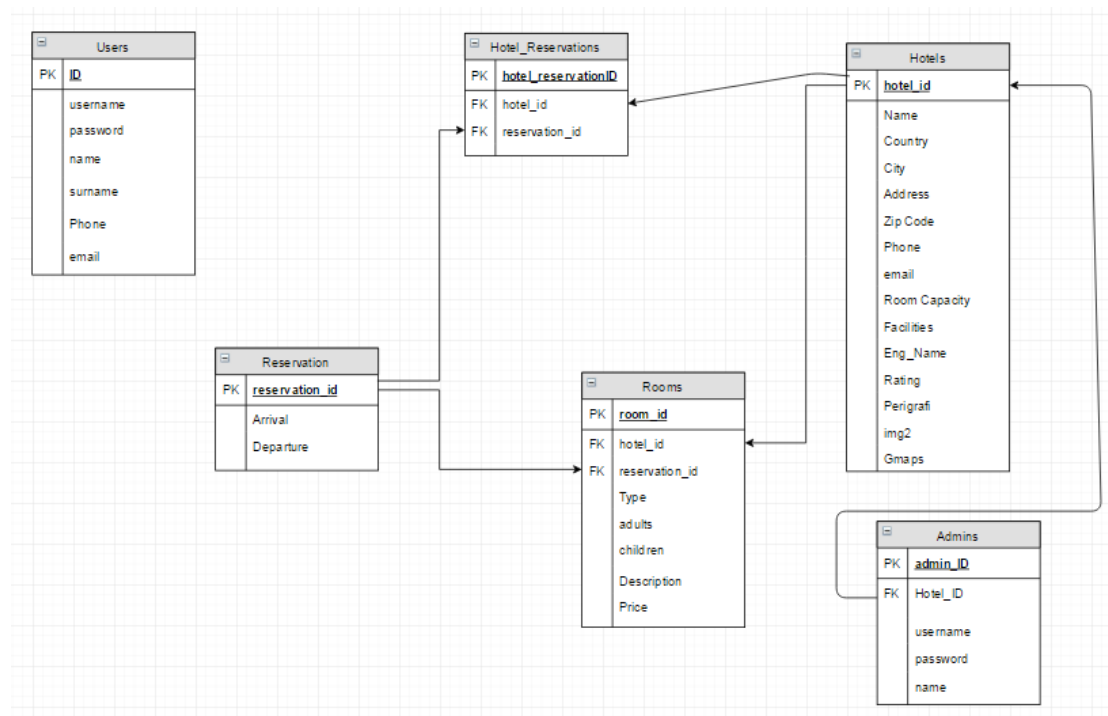 Users
PK ID
username
password
name
surname
Phone
email
Hotel_Reservations
PK hotel_reservationID
FK hotel_id
FK reservation_id
Hotels
PK hotel_id
Name
Country
City
Address
Zip Code
Phone
email
Room Capacity
Facilities
Eng_Name
Rating
Perigrafi
img2
Gmaps
Reservation
PK reservation_id
Arrival
Departure
Rooms
PK room_id
FK hotel_id
FK reservation_id
Type
adults
children
Description
Price
Admins
PK admin_ID
FK Hotel_ID
username
password
name